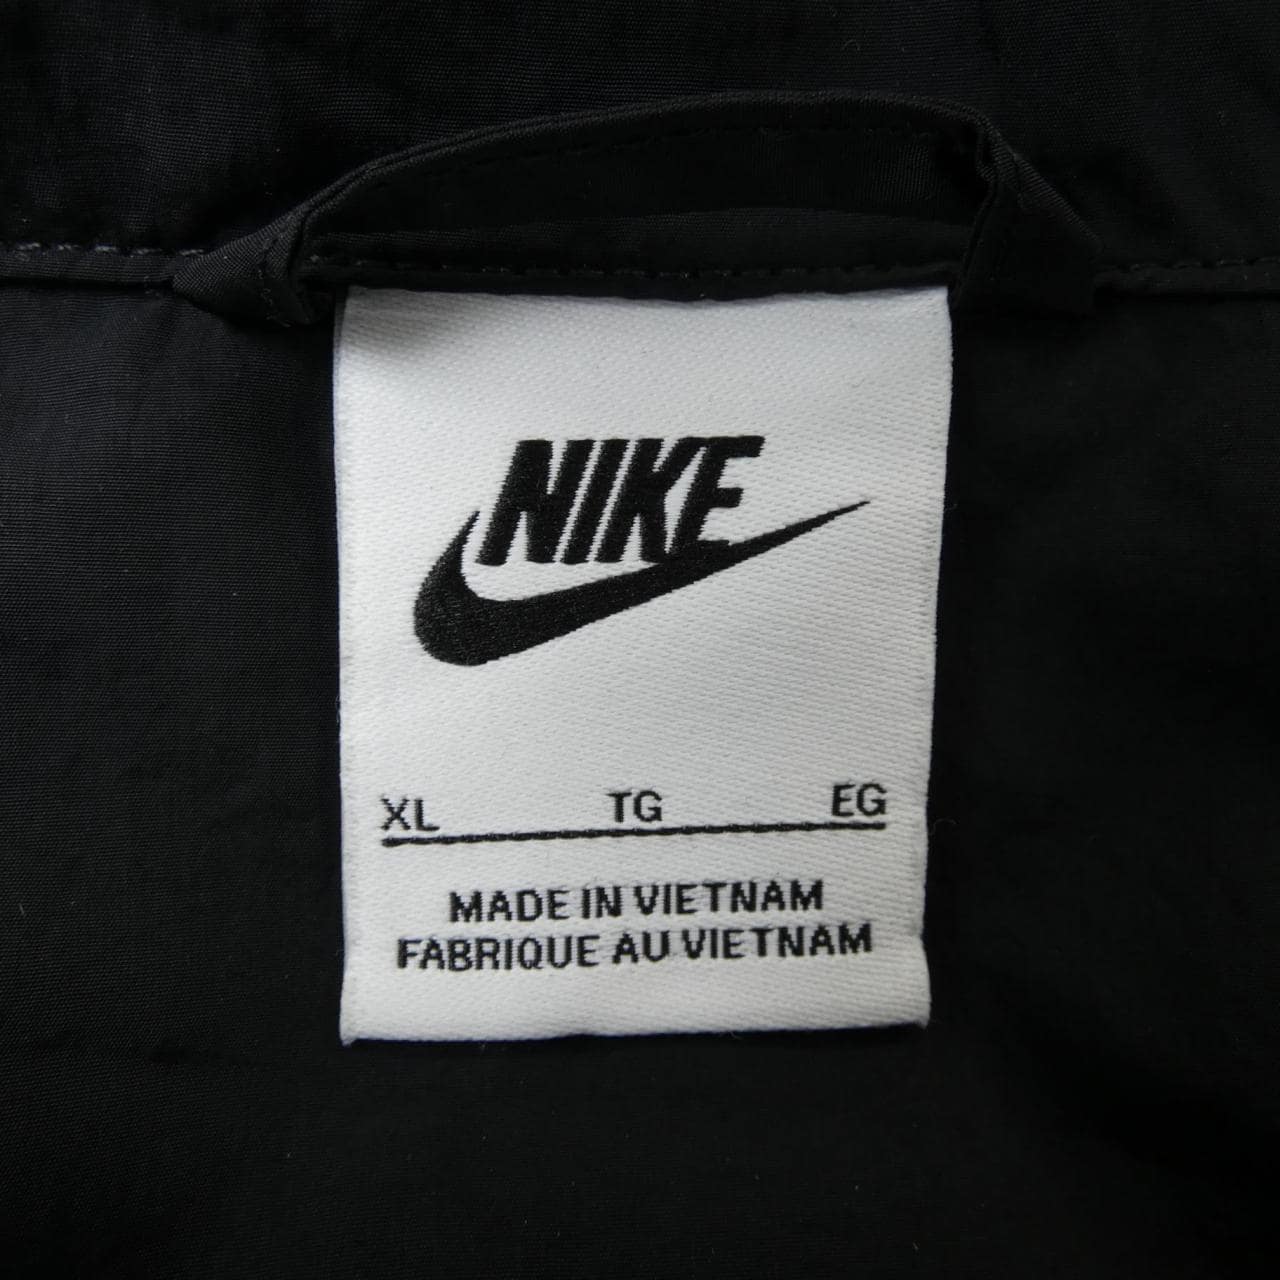 NIKE
XL TG EG
MADE IN VIETNAM
FABRIQUE AU VIETNAM